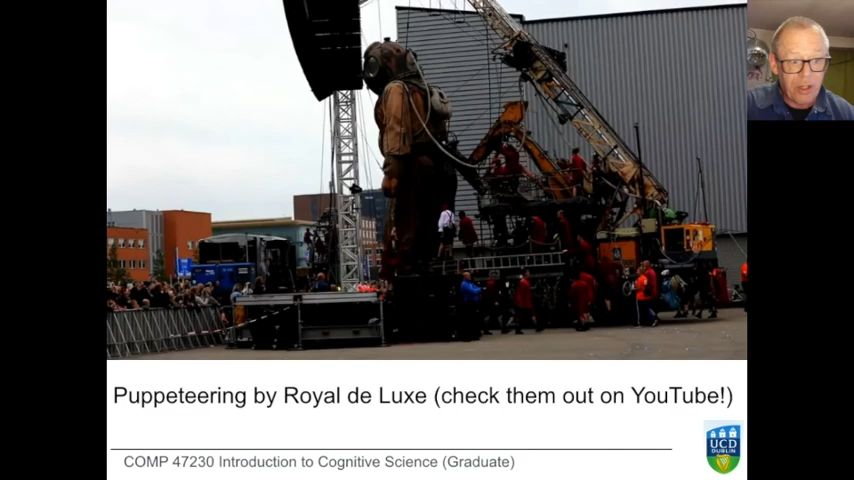 Puppeteering by Royal de Luxe (check them out on YouTube!)
COMP 47230 Introduction to Cognitive Science (Graduate)
UCD
DUBLIN